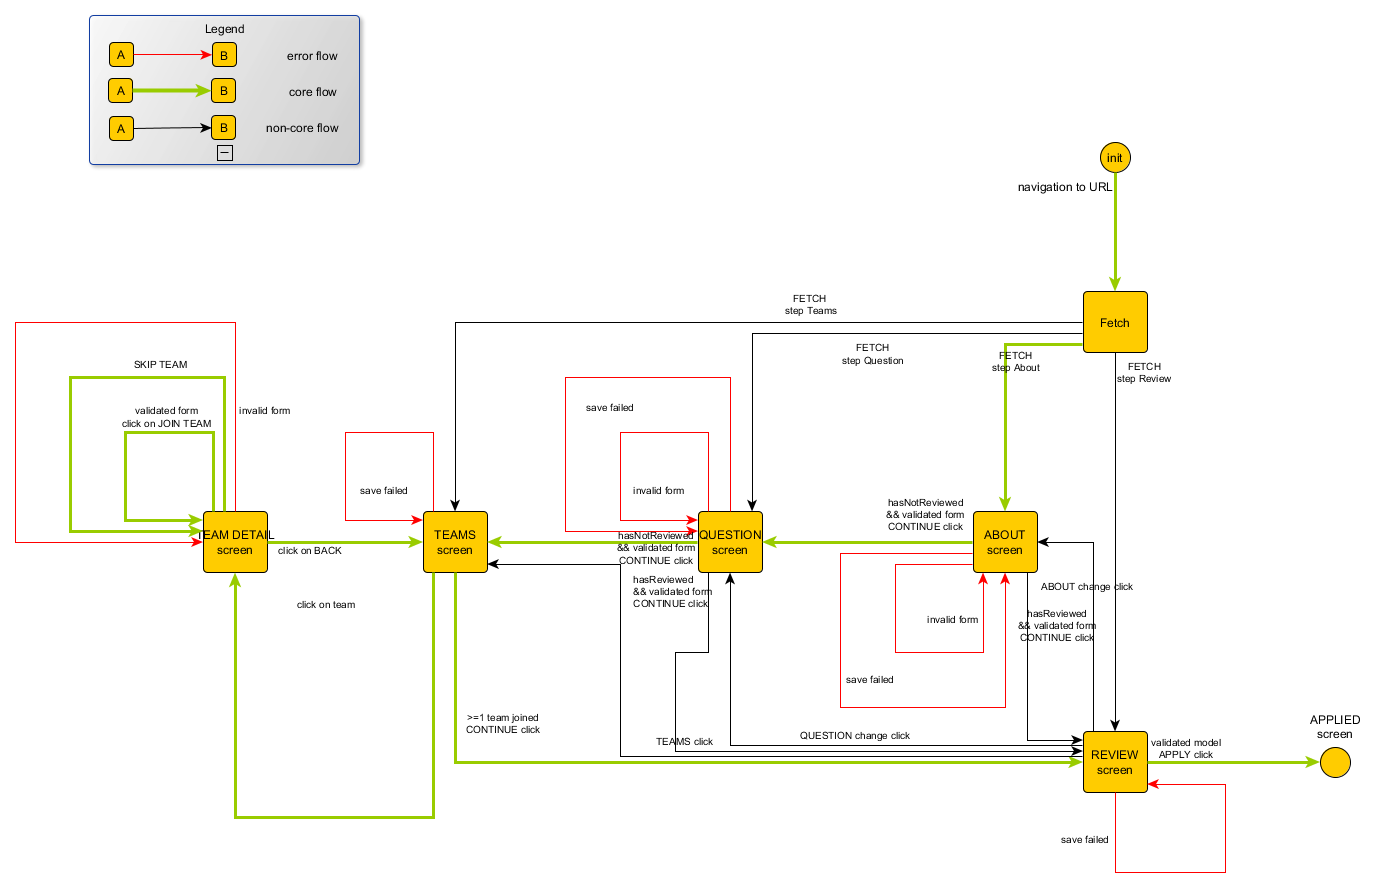 Legend
A
B
error flow
A
B
core flow
A
B
non-core flow
init
navigation to URL
FETCH
step Teams
Fetch
FETCH
step Question
FETCH
step About
FETCH
step Review
SKIP TEAM
validated form
click on JOIN TEAM
invalid form
save failed
save failed
invalid form
hasNotReviewed
&& validated form
CONTINUE click
TEAM DETAIL
screen
click on BACK
TEAMS
screen
hasNotReviewed
&& validated form
CONTINUE click
QUESTION
screen
ABOUT
screen
hasReviewed
&& validated form
CONTINUE click
ABOUT change click
click on team
invalid form
hasReviewed
&& validated form
CONTINUE click
save failed
>=1 team joined
CONTINUE click
TEAMS click
QUESTION change click
REVIEW
screen
validated model
APPLY click
APPLIED
screen
save failed